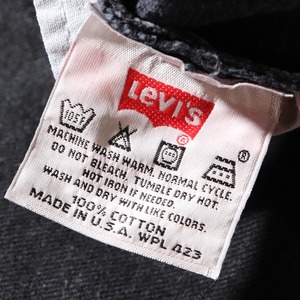 Levi's
®
105F
®
MACHINE WASH WARM. NORMAL CYCLE.
DO NOT BLEACH. TUMBLE DRY HOT.
HOT IRON IF NEEDED.
WASH AND DRY WITH LIKE COLORS.
100% COTTON
MADE IN U.S.A. WPL 423